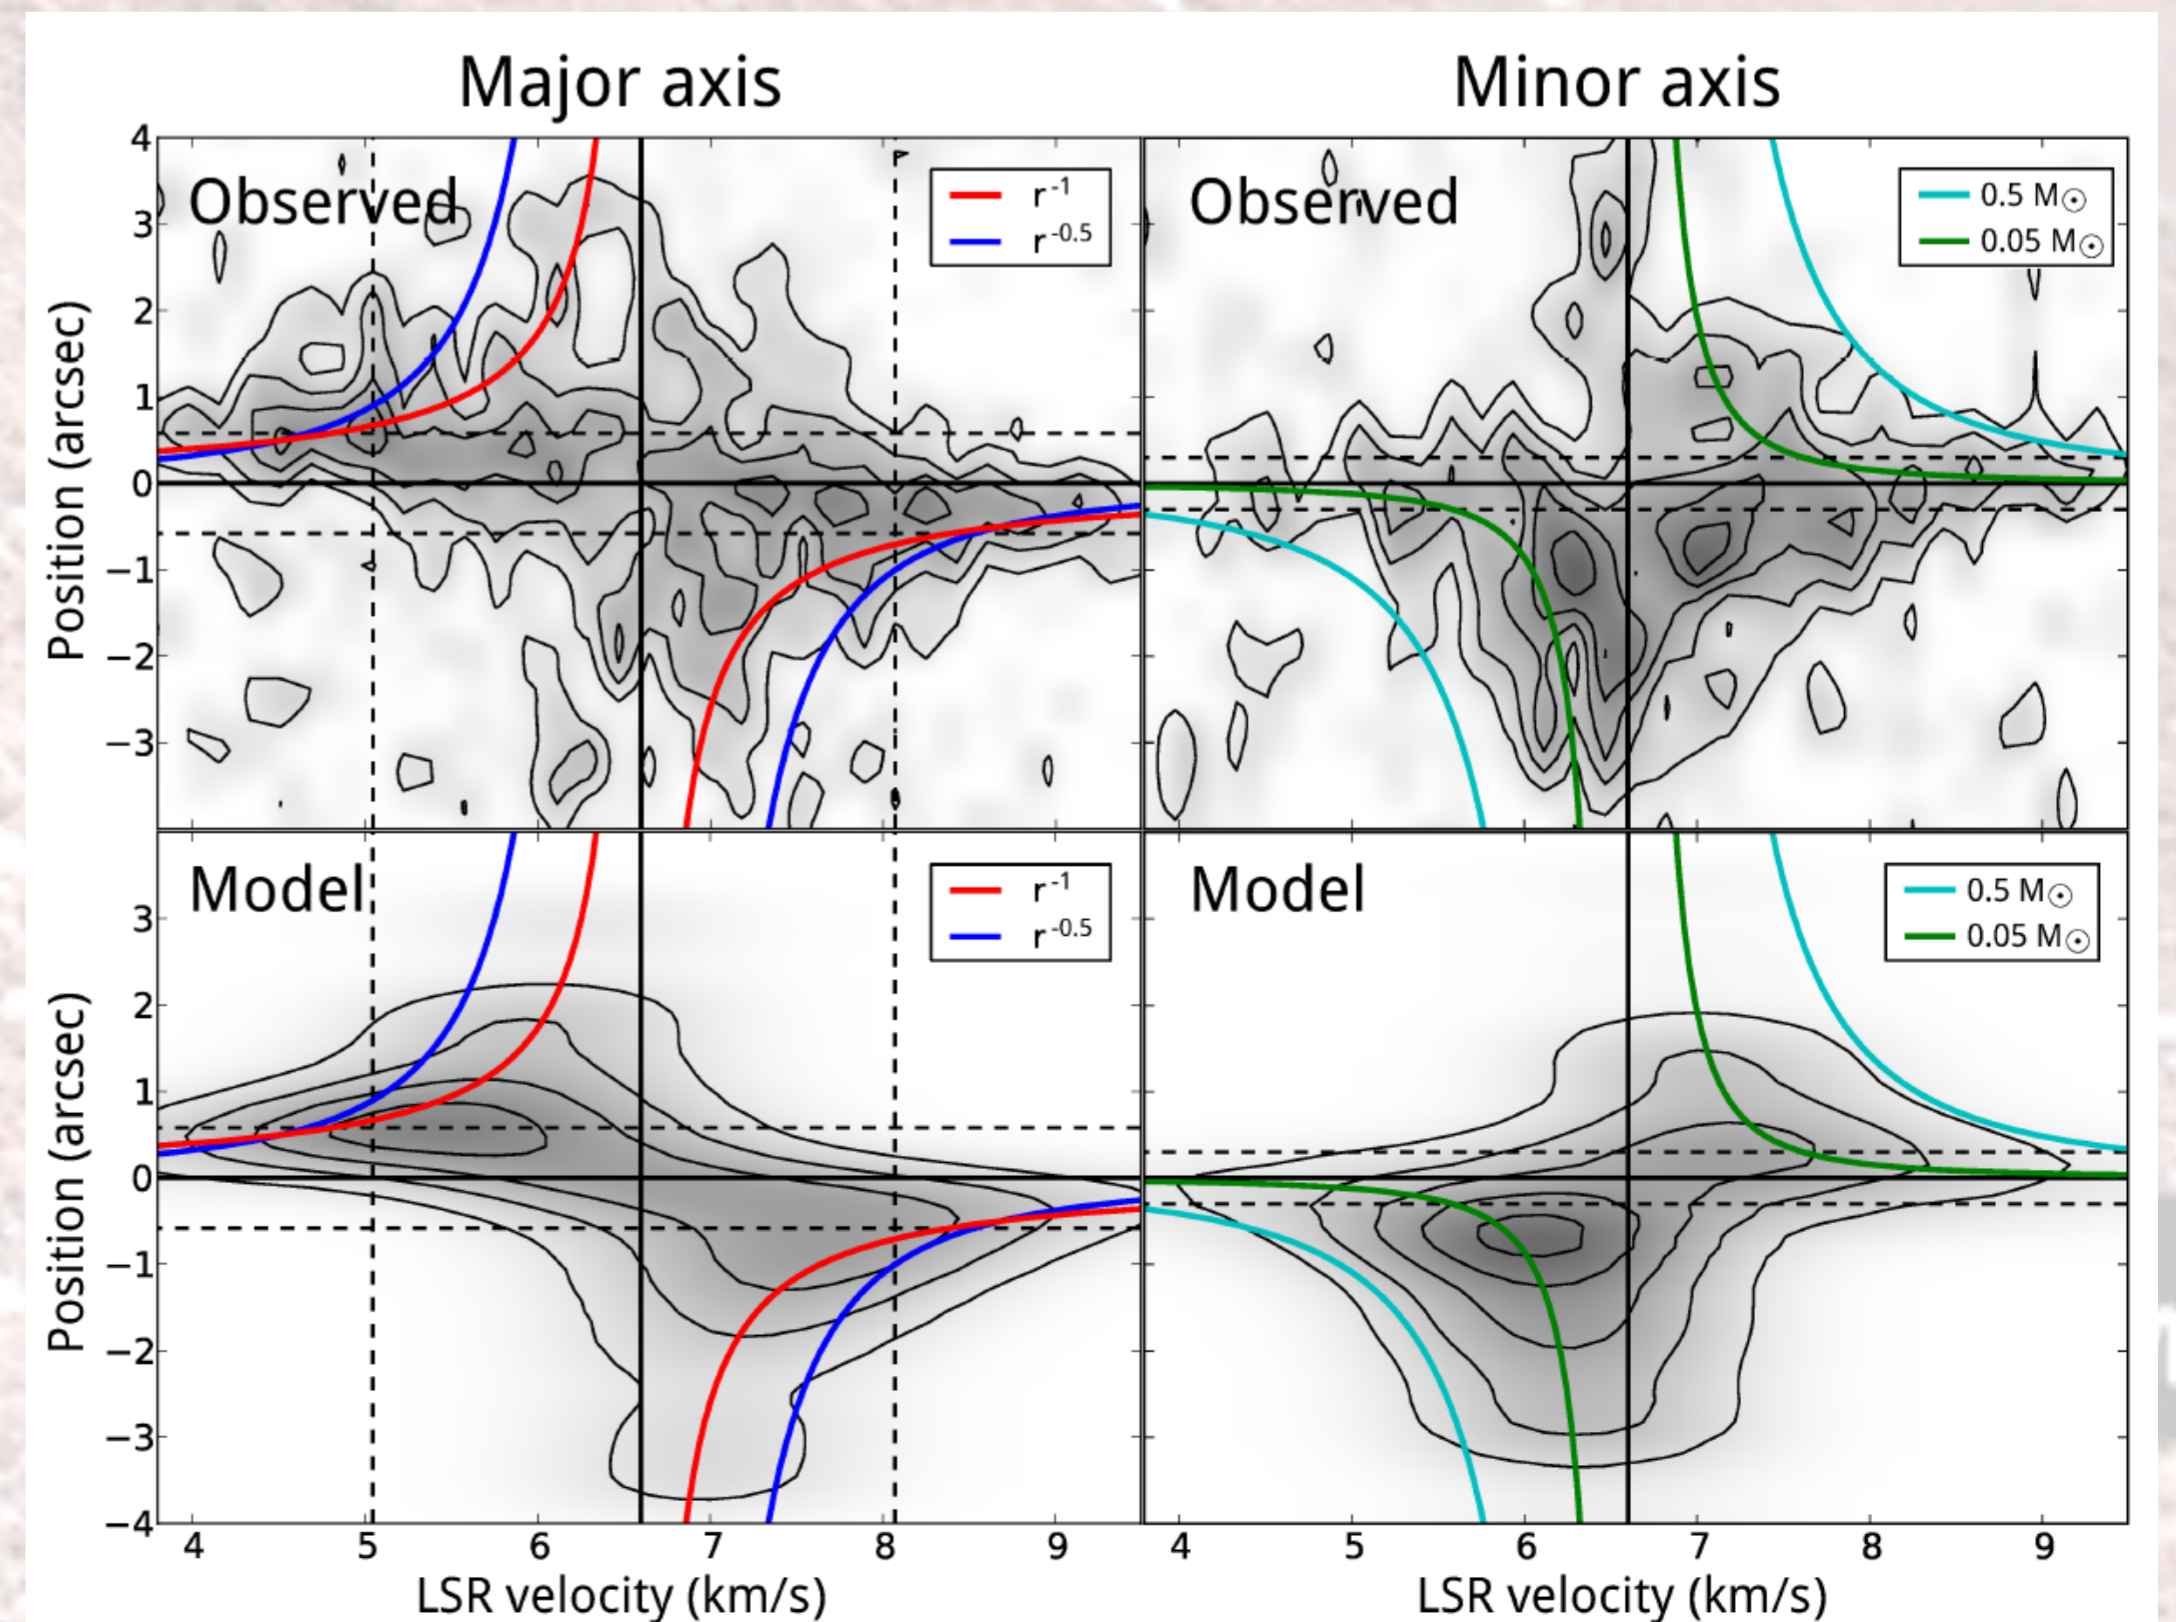 Major axis
Minor axis
4
3
2
1
0
−1
−2
−3
Position (arcsec)
Observed
r⁻¹
r⁻⁰·⁵
Observed
0.5 M☉
0.05 M☉
3
2
1
0
−1
−2
−3
−4
Position (arcsec)
Model
r⁻¹
r⁻⁰·⁵
Model
0.5 M☉
0.05 M☉
4 5 6 7 8 9
4 5 6 7 8 9
LSR velocity (km/s)
LSR velocity (km/s)